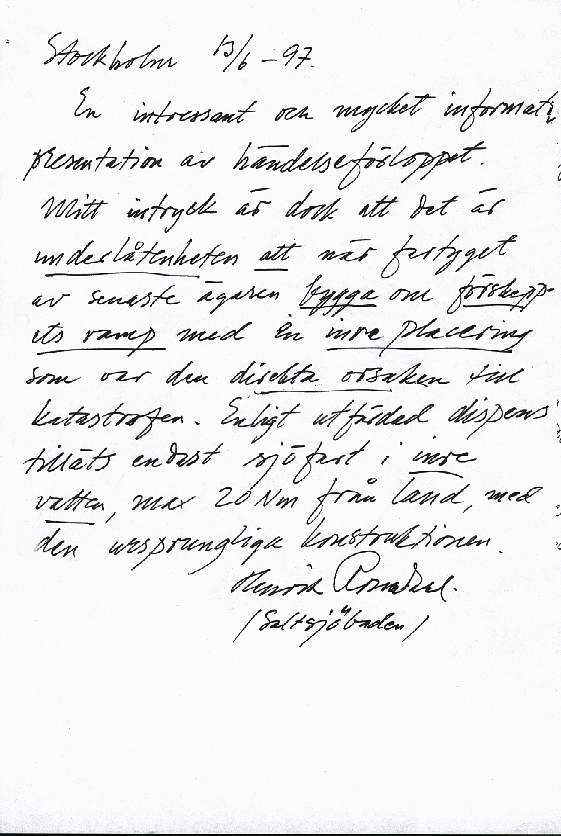 Stockholm 13/6 – 97.
En intressant och mycket informativ
presentation av händelseförloppet.
Mitt intryck är dock att det är
underlåtenheten att när fartyget
av senaste ägaren bygga om förskepp-
ets ramp med en inre placering
som var den direkta orsaken till
katastrofen. Enligt utfärdad dispens
tilläts endast sjöfart i inre
vatten, max 20 Nm från land, med
den ursprungliga konstruktionen.
Henrik
(Saltsjöbaden)